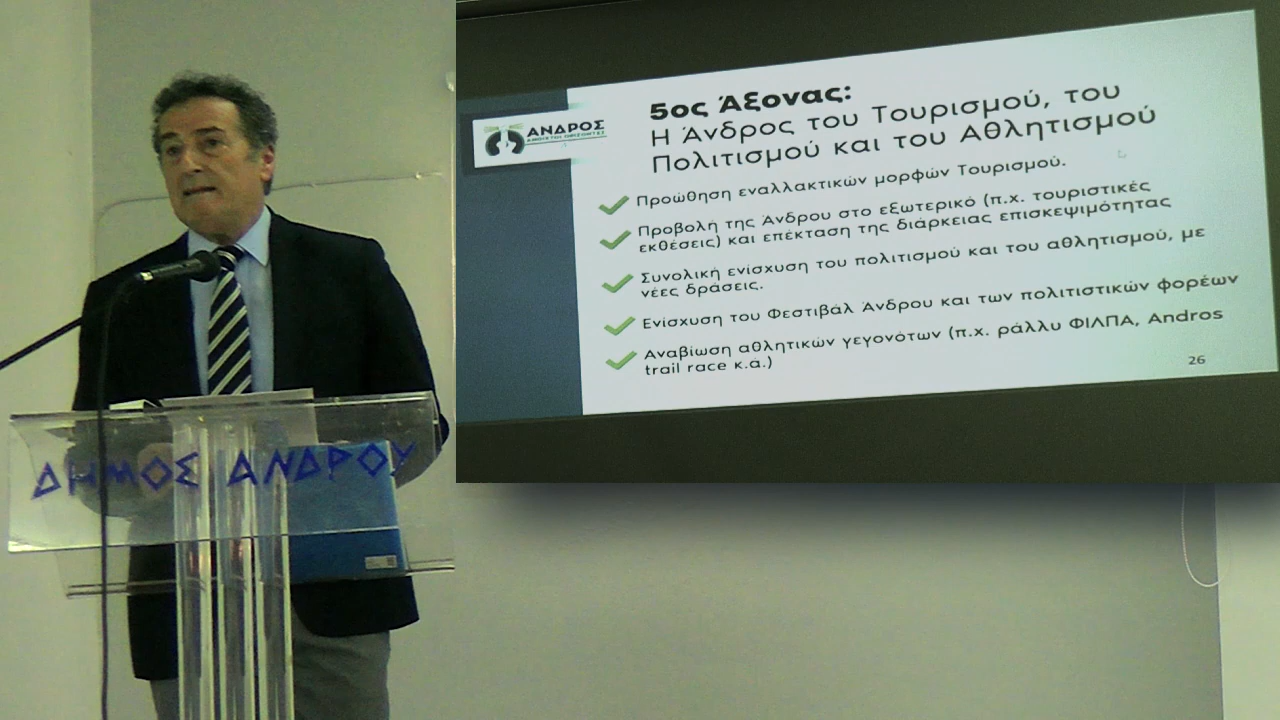 5ος Άξονας:
Η Άνδρος του Τουρισμού, του
Πολιτισμού και του Αθλητισμού
ΑΝΔΡΟΣ
Προώθηση εναλλακτικών μορφών Τουρισμού.
Προβολή της Άνδρου στο εξωτερικό (π.χ. τουριστικές
εκθέσεις) και επέκταση της διάρκειας επισκεψιμότητας
Συνολική ενίσχυση του πολιτισμού και του αθλητισμού, με
νέες δράσεις.
Ενίσχυση του Φεστιβάλ Άνδρου και των πολιτιστικών φορέων
Αναβίωση αθλητικών γεγονότων (π.χ. ράλλυ ΦΙΛΠΑ, Andros
trail race κ.α.)
26
ΔΗΜΟΣ ΑΝΔΡΟΥ